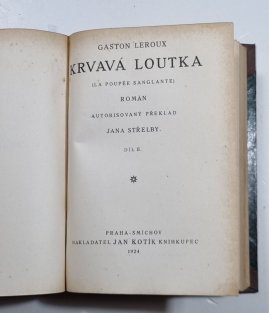 GASTON LEROUX
KRVAVÁ LOUTKA
(LA POUPÉE SANGLANTE)
ROMÁN
AUTORISOVANÝ PŘEKLAD
JANA STŘELBY.
DÍL II.
PRAHA-SMÍCHOV
NAKLADATEL JAN KOTÍK KNIHKUPEC
1924